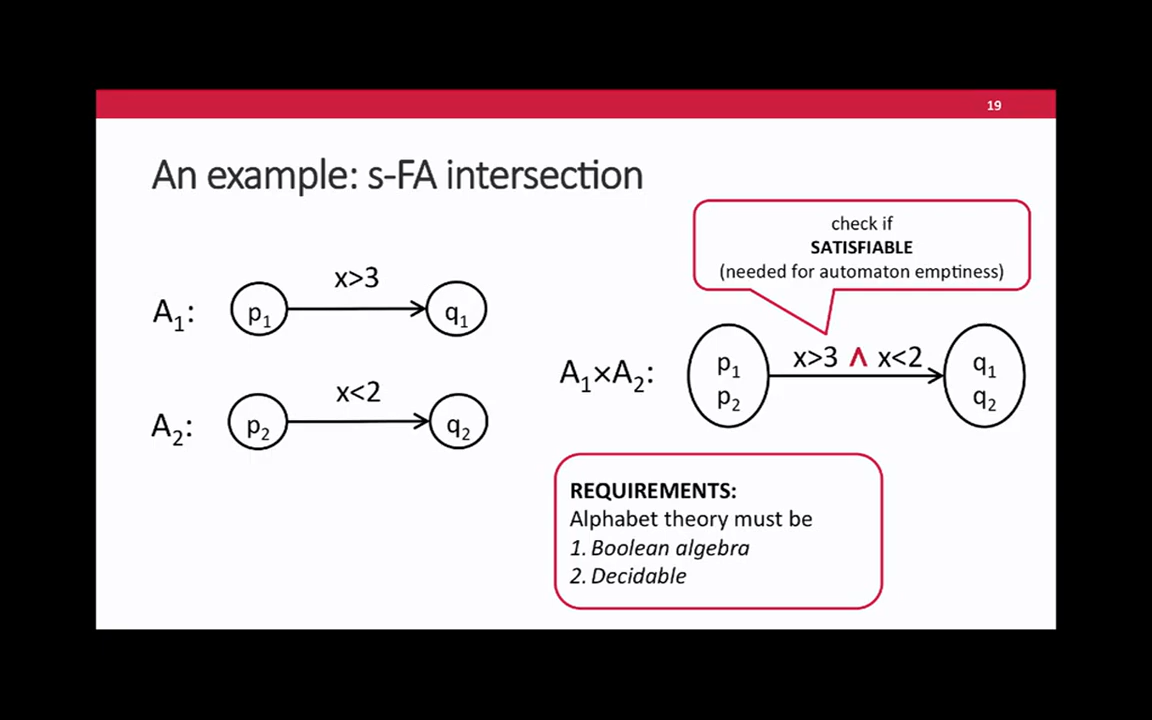 19
An example: s-FA intersection
check if
SATISFIABLE
(needed for automaton emptiness)
x>3
A₁:
p₁
q₁
x<2
A₂:
p₂
q₂
A₁×A₂:
p₁
p₂
x>3 ∧ x<2
q₁
q₂
REQUIREMENTS:
Alphabet theory must be
1. Boolean algebra
2. Decidable